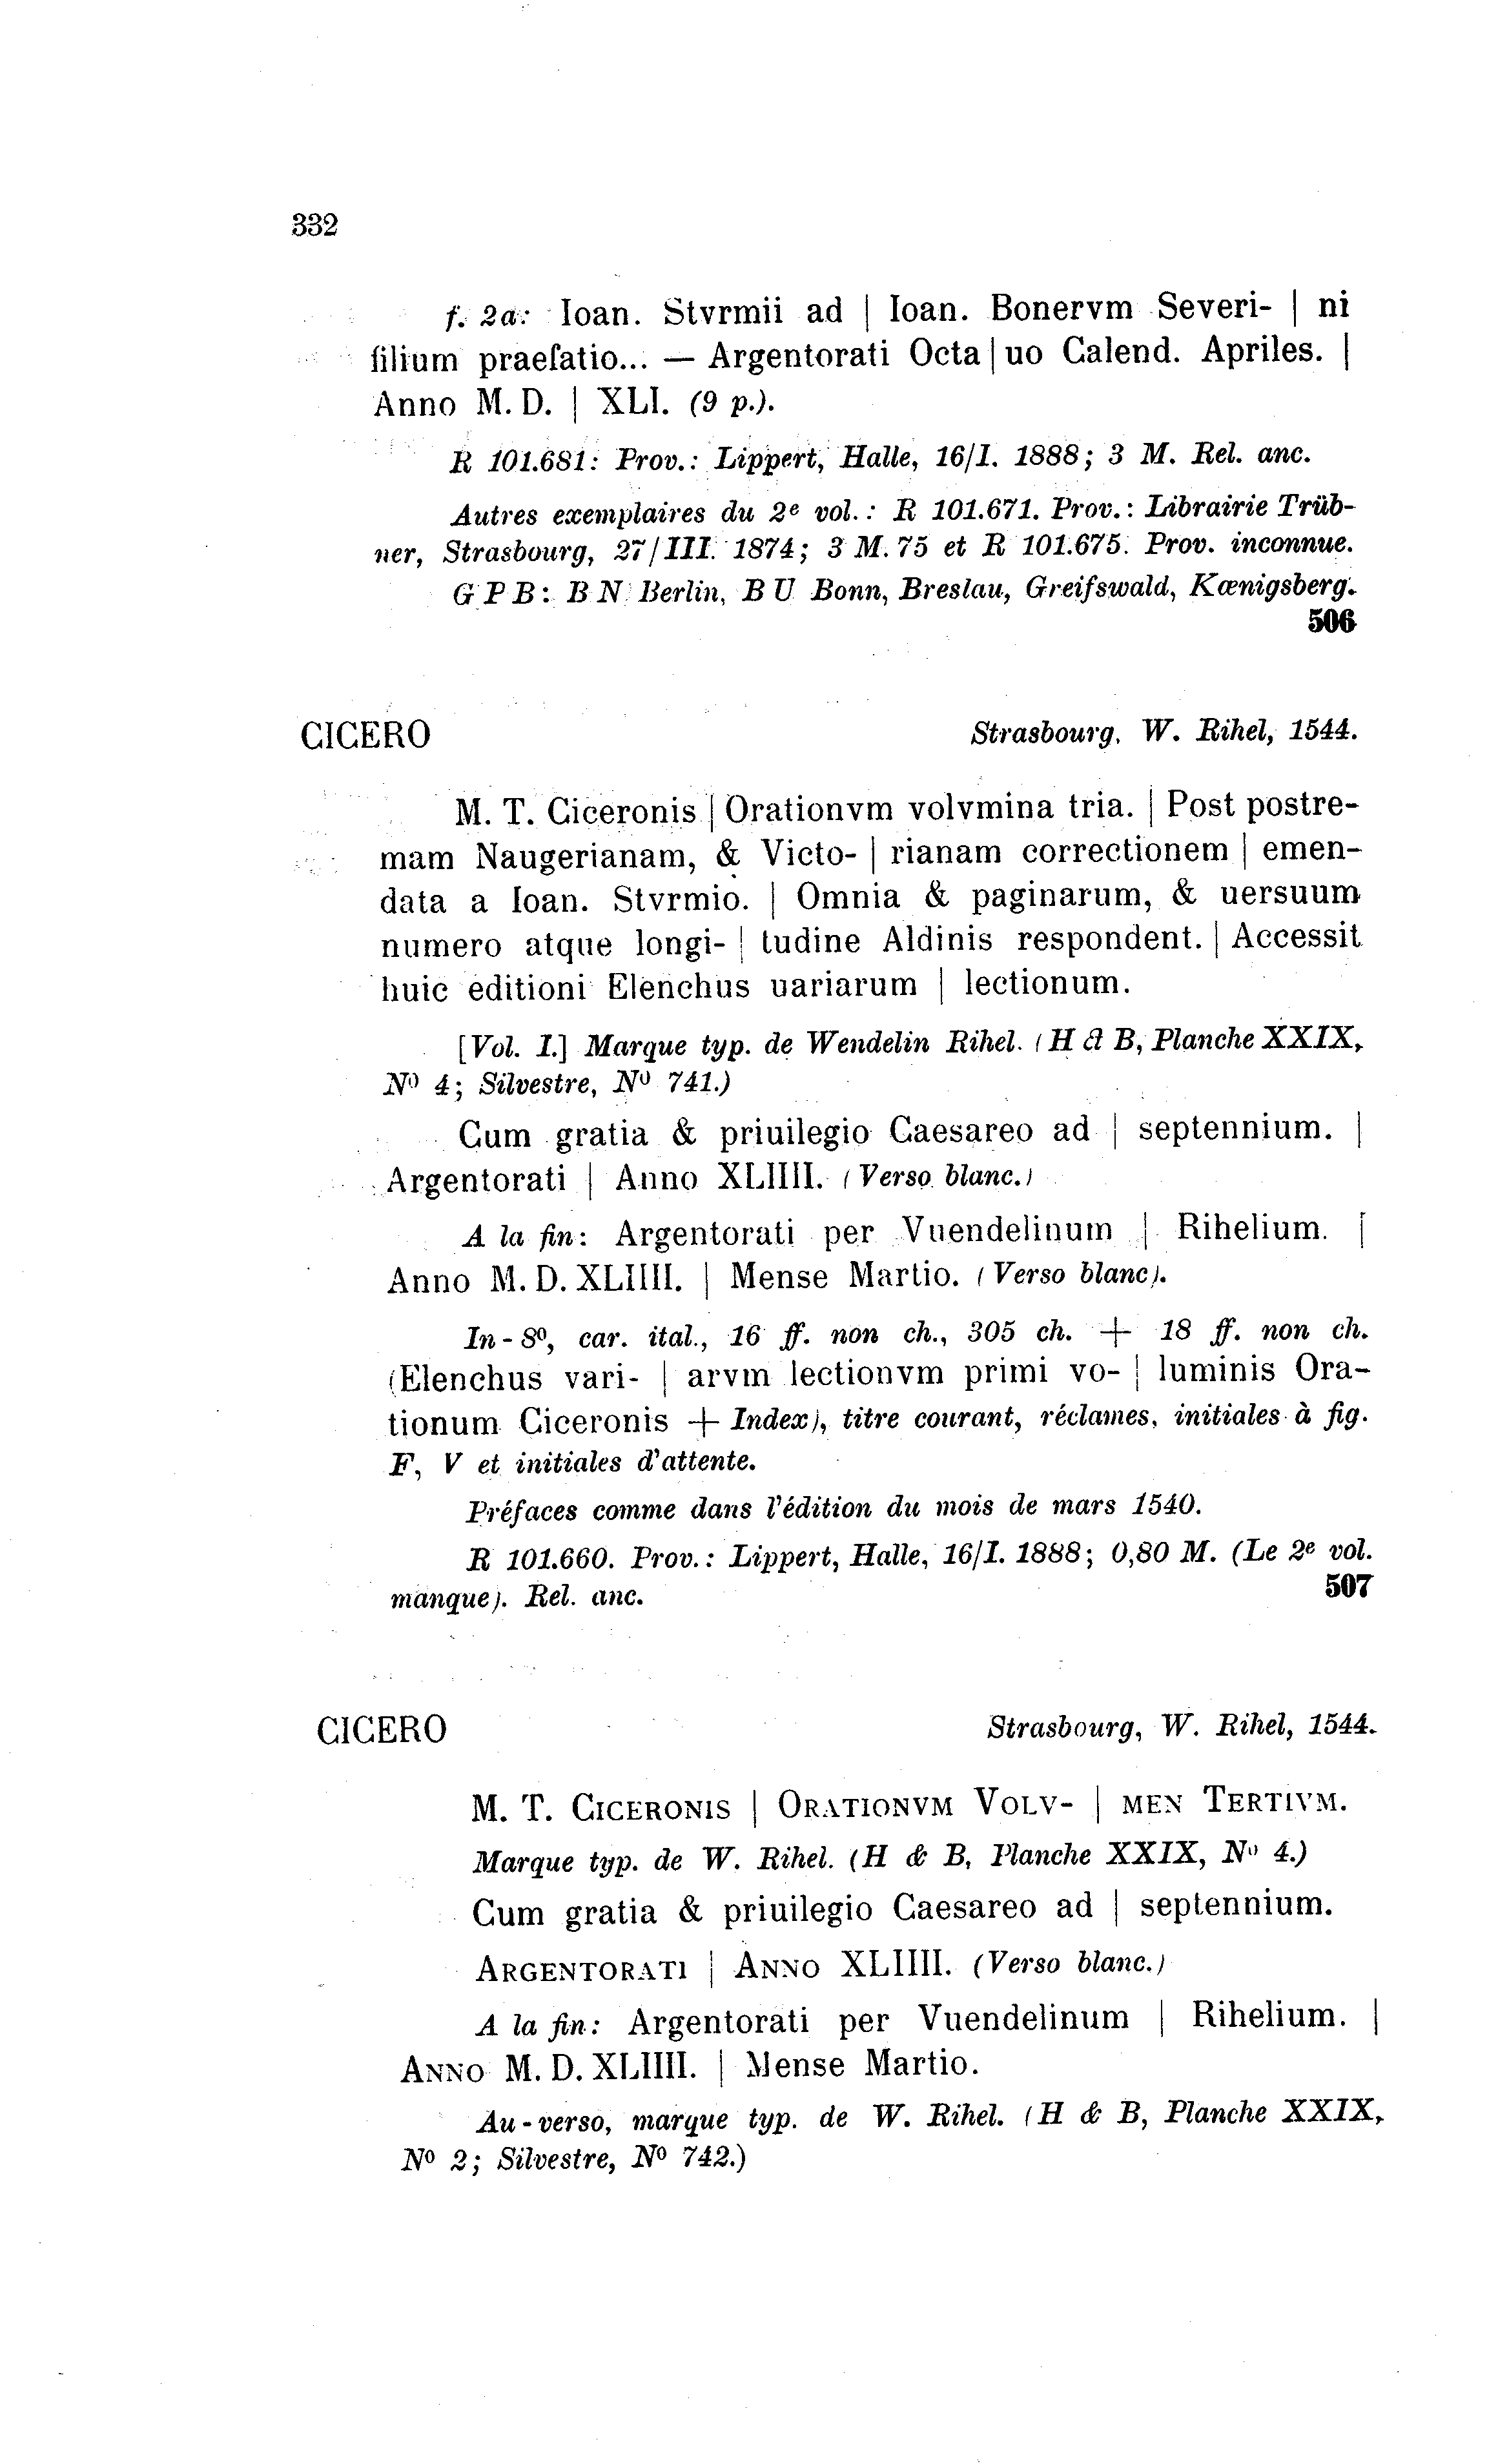 332
f. 2a: Ioan. Stvrmii ad | Ioan. Bonervm Severi- | ni
filium praefatio... — Argentorati Octa | uo Calend. Apriles. |
Anno M. D. | XLI. (9 p.).
R 101.681: Prov.: Lippert, Halle, 16/I. 1888; 3 M. Rel. anc.
Autres exemplaires du 2e vol.: R 101.671. Prov.: Librairie Trüb-
ner, Strasbourg, 27/III. 1874; 3 M. 75 et R 101.675. Prov. inconnue.
G P B: B N Berlin, B U Bonn, Breslau, Greifswald, Kœnigsberg.
506
CICERO Strasbourg, W. Rihel, 1544.
M. T. Ciceronis | Orationvm volvmina tria. | Post postre-
mam Naugerianam, & Victo- | rianam correctionem | emen-
data a Ioan. Stvrmio. | Omnia & paginarum, & uersuum
numero atque longi- | tudine Aldinis respondent. | Accessit
huic editioni Elenchus uariarum | lectionum.
[Vol. I.] Marque typ. de Wendelin Rihel. (H & B, Planche XXIX,
No 4; Silvestre, No 741.)
Cum gratia & priuilegio Caesareo ad | septennium. |
Argentorati | Anno XLIIII. (Verso blanc.)
A la fin: Argentorati per Vuendelinum | Rihelium. |
Anno M. D. XLIIII. | Mense Martio. (Verso blanc).
In-8o, car. ital., 16 ff. non ch., 305 ch. + 18 ff. non ch.
(Elenchus vari- | arvm lectionvm primi vo- | luminis Ora-
tionum Ciceronis + Index), titre courant, réclames, initiales à fig.
F, V et initiales d'attente.
Préfaces comme dans l'édition du mois de mars 1540.
R 101.660. Prov.: Lippert, Halle, 16/I. 1888; 0,80 M. (Le 2e vol.
manque). Rel. anc. 507
CICERO Strasbourg, W. Rihel, 1544.
M. T. CICERONIS | ORATIONVM VOLV- | MEN TERTIVM.
Marque typ. de W. Rihel. (H & B, Planche XXIX, No 4.)
Cum gratia & priuilegio Caesareo ad | septennium.
ARGENTORATI | ANNO XLIIII. (Verso blanc.)
A la fin: Argentorati per Vuendelinum | Rihelium. |
ANNO M. D. XLIIII. | Mense Martio.
Au-verso, marque typ. de W. Rihel. (H & B, Planche XXIX,
No 2; Silvestre, No 742.)